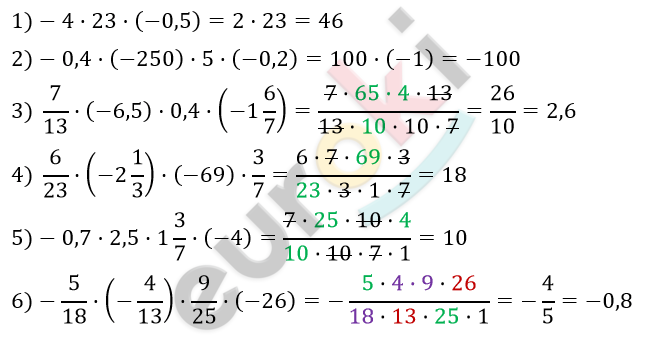 1) − 4 · 23 · (−0,5) = 2 · 23 = 46
2) − 0,4 · (−250) · 5 · (−0,2) = 100 · (−1) = −100
3) 7/13 · (−6,5) · 0,4 · (−1 6/7) = (7 · 65 · 4 · 13)/(13 · 10 · 10 · 7) = 26/10 = 2,6
4) 6/23 · (−2 1/3) · (−69) · 3/7 = (6 · 7 · 69 · 3)/(23 · 3 · 1 · 7) = 18
5) − 0,7 · 2,5 · 1 3/7 · (−4) = (7 · 25 · 10 · 4)/(10 · 10 · 7 · 1) = 10
6) − 5/18 · (− 4/13) · 9/25 · (−26) = − (5 · 4 · 9 · 26)/(18 · 13 · 25 · 1) = − 4/5 = −0,8
euroki